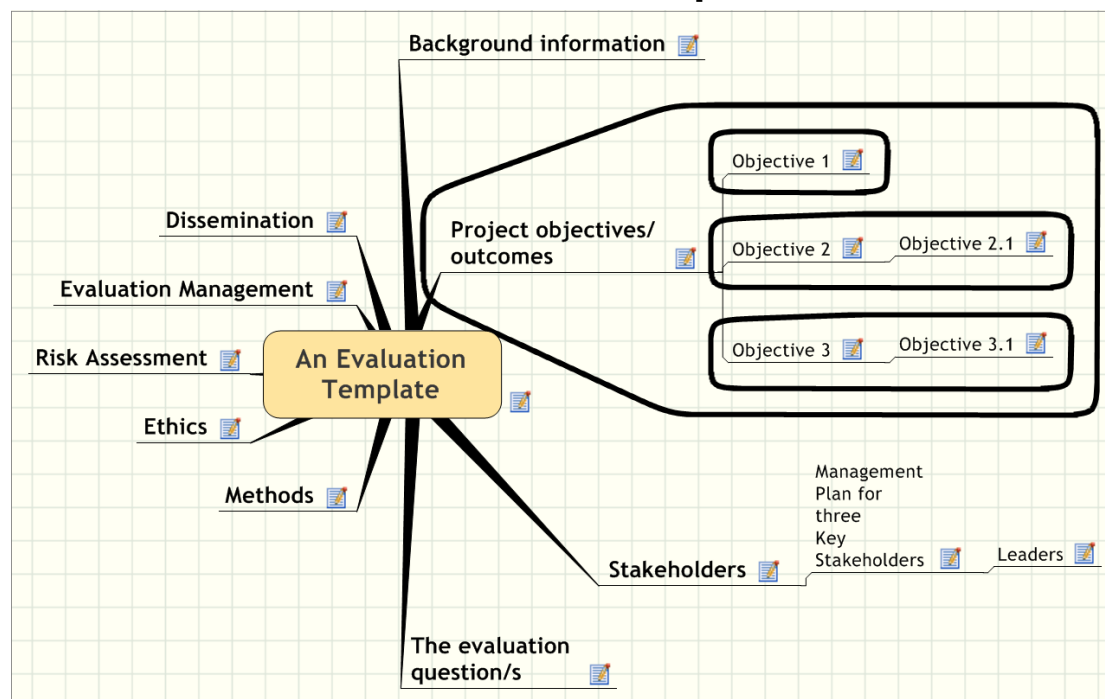 Background information
Objective 1
Dissemination
Project objectives/
outcomes
Objective 2
Objective 2.1
Evaluation Management
Risk Assessment
An Evaluation
Template
Objective 3
Objective 3.1
Ethics
Methods
Management
Plan for
three
Key
Stakeholders
Leaders
Stakeholders
The evaluation
question/s